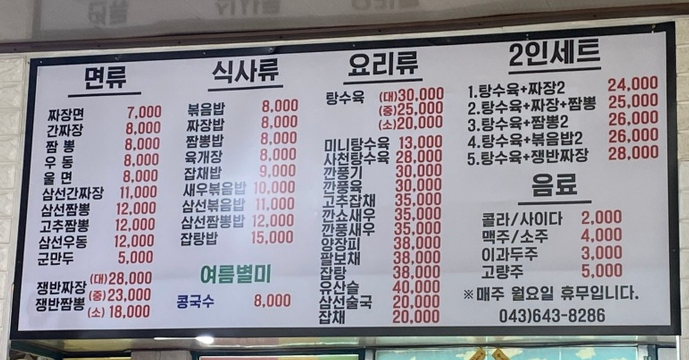 면류
짜장면 7,000
간짜장 8,000
짬 뽕 8,000
우 동 8,000
울 면 8,000
삼선간짜장 11,000
삼선짬뽕 12,000
고추짬뽕 12,000
삼선우동 12,000
군만두 5,000
쟁반짜장 (대)28,000
쟁반짬뽕 (중)23,000
(소) 18,000
식사류
볶음밥 8,000
짜장밥 8,000
짬뽕밥 8,000
육개장 8,000
잡채밥 9,000
새우볶음밥 10,000
삼선볶음밥 11,000
삼선짬뽕밥 12,000
잡탕밥 15,000
여름별미
콩국수 8,000
요리류
탕수육 (대)30,000
(중)25,000
(소)20,000
미니탕수육 13,000
사천탕수육 28,000
깐풍기 30,000
깐풍육 30,000
고추잡채 35,000
깐쇼새우 35,000
깐풍새우 35,000
양장피 38,000
팔보채 38,000
잡탕 38,000
유산슬 40,000
삼선술국 20,000
잡채 20,000
2인세트
1.탕수육+짜장2 24,000
2.탕수육+짜장+짬뽕 25,000
3.탕수육+짬뽕2 26,000
4.탕수육+볶음밥2 26,000
5.탕수육+쟁반짜장 28,000
음료
콜라/사이다 2,000
맥주/소주 4,000
이과두주 3,000
고량주 5,000
※매주 월요일 휴무입니다.
043)643-8286